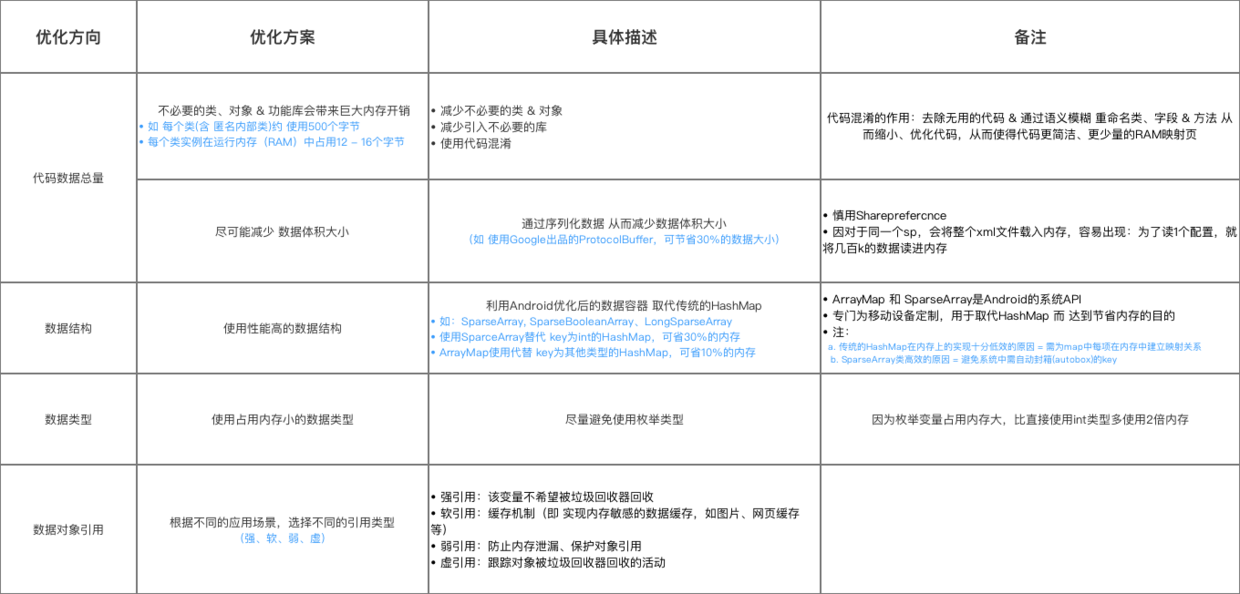 优化方向
优化方案
具体描述
备注
代码数据总量
不必要的类、对象 & 功能库会带来巨大内存开销
• 如 每个类(含 匿名内部类)约 使用500个字节
• 每个类实例在运行内存（RAM）中占用12 – 16个字节
• 减少不必要的类 & 对象
• 减少引入不必要的库
• 使用代码混淆
代码混淆的作用：去除无用的代码 & 通过语义模糊 重命名类、字段 & 方法 从
而缩小、优化代码，从而使得代码更简洁、更少量的RAM映射页
尽可能减少 数据体积大小
通过序列化数据 从而减少数据体积大小
（如 使用Google出品的ProtocolBuffer，可节省30%的数据大小）
• 慎用Shareprefercnce
• 因对于同一个sp，会将整个xml文件载入内存，容易出现：为了读1个配置，就
将几百k的数据读进内存
数据结构
使用性能高的数据结构
利用Android优化后的数据容器 取代传统的HashMap
• 如：SparseArray, SparseBooleanArray、LongSparseArray
• 使用SparceArray替代 key为int的HashMap，可省30%的内存
• ArrayMap使用代替 key为其他类型的HashMap，可省10%的内存
• ArrayMap 和 SparseArray是Android的系统API
• 专门为移动设备定制，用于取代HashMap 而 达到节省内存的目的
• 注：
a. 传统的HashMap在内存上的实现十分低效的原因 = 需为map中每项在内存中建立映射关系
b. SparseArray类高效的原因 = 避免系统中需自动封箱(autobox)的key
数据类型
使用占用内存小的数据类型
尽量避免使用枚举类型
因为枚举变量占用内存大，比直接使用int类型多使用2倍内存
数据对象引用
根据不同的应用场景，选择不同的引用类型
（强、软、弱、虚）
• 强引用：该变量不希望被垃圾回收器回收
• 软引用：缓存机制（即 实现内存敏感的数据缓存，如图片、网页缓存
等）
• 弱引用：防止内存泄漏、保护对象引用
• 虚引用：跟踪对象被垃圾回收器回收的活动